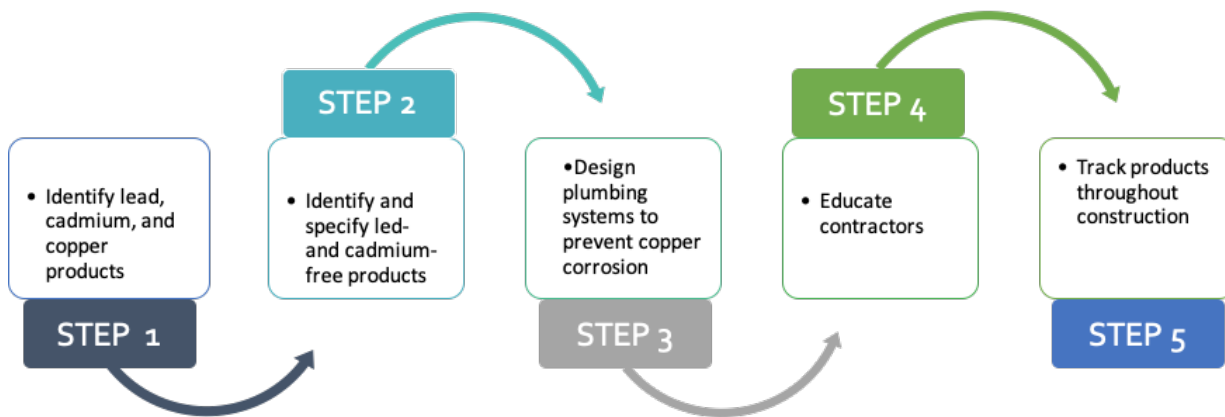 STEP 1
• Identify lead,
cadmium, and
copper
products
STEP 2
• Identify and
specify led-
and cadmium-
free products
STEP 3
•Design
plumbing
systems to
prevent copper
corrosion
STEP 4
• Educate
contractors
STEP 5
• Track products
throughout
construction